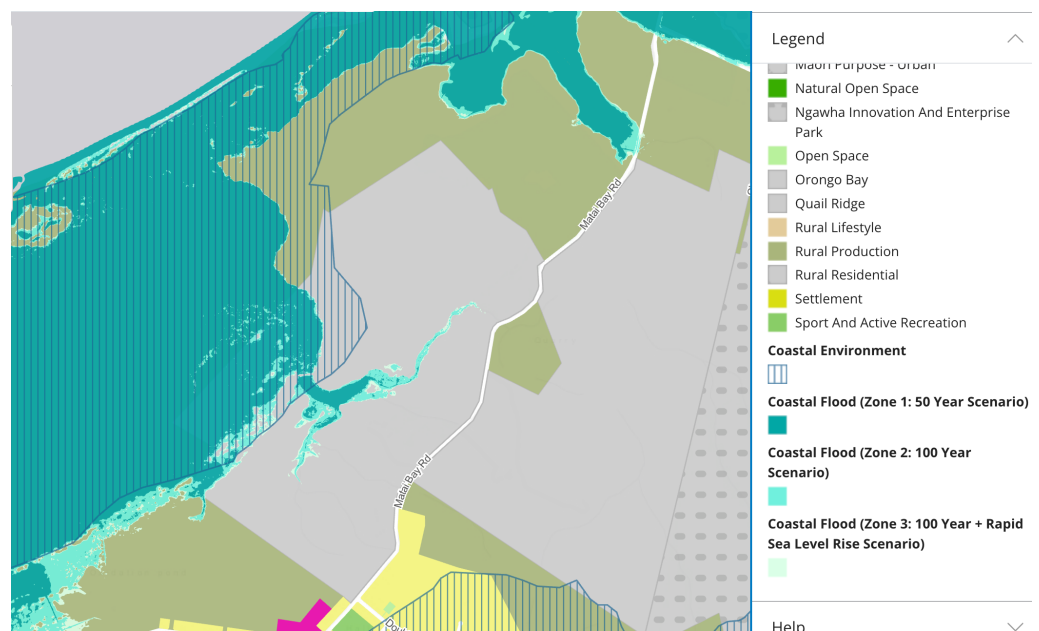 Legend
Maori Purpose - Urban
Natural Open Space
Ngawha Innovation And Enterprise
Park
Open Space
Orongo Bay
Quail Ridge
Rural Lifestyle
Rural Production
Rural Residential
Settlement
Sport And Active Recreation
Coastal Environment
Coastal Flood (Zone 1: 50 Year Scenario)
Coastal Flood (Zone 2: 100 Year
Scenario)
Coastal Flood (Zone 3: 100 Year + Rapid
Sea Level Rise Scenario)
Help
Matai Bay Rd
Matai Bay Rd